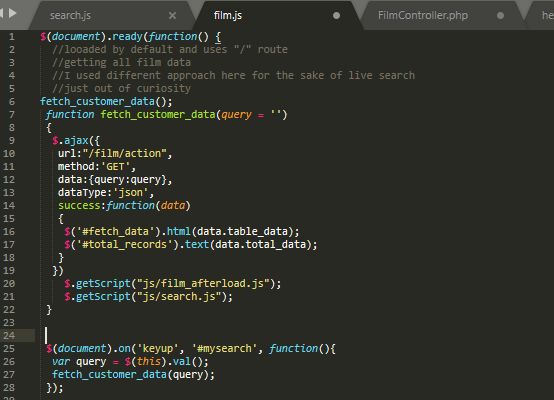 search.js film.js FilmController.php he
1 $(document).ready(function() {
2 //looaded by default and uses "/" route
3 //getting all film data
4 //I used different approach here for the sake of live search
5 //just out of curiosity
6 fetch_customer_data();
7 function fetch_customer_data(query = '')
8 {
9 $.ajax({
10 url:"/film/action",
11 method:'GET',
12 data:{query:query},
13 dataType:'json',
14 success:function(data)
15 {
16 $('#fetch_data').html(data.table_data);
17 $('#total_records').text(data.total_data);
18 }
19 })
20 $.getScript("js/film_afterload.js");
21 $.getScript("js/search.js");
22 }
23
24
25 $(document).on('keyup', '#mysearch', function(){
26 var query = $(this).val();
27 fetch_customer_data(query);
28 });